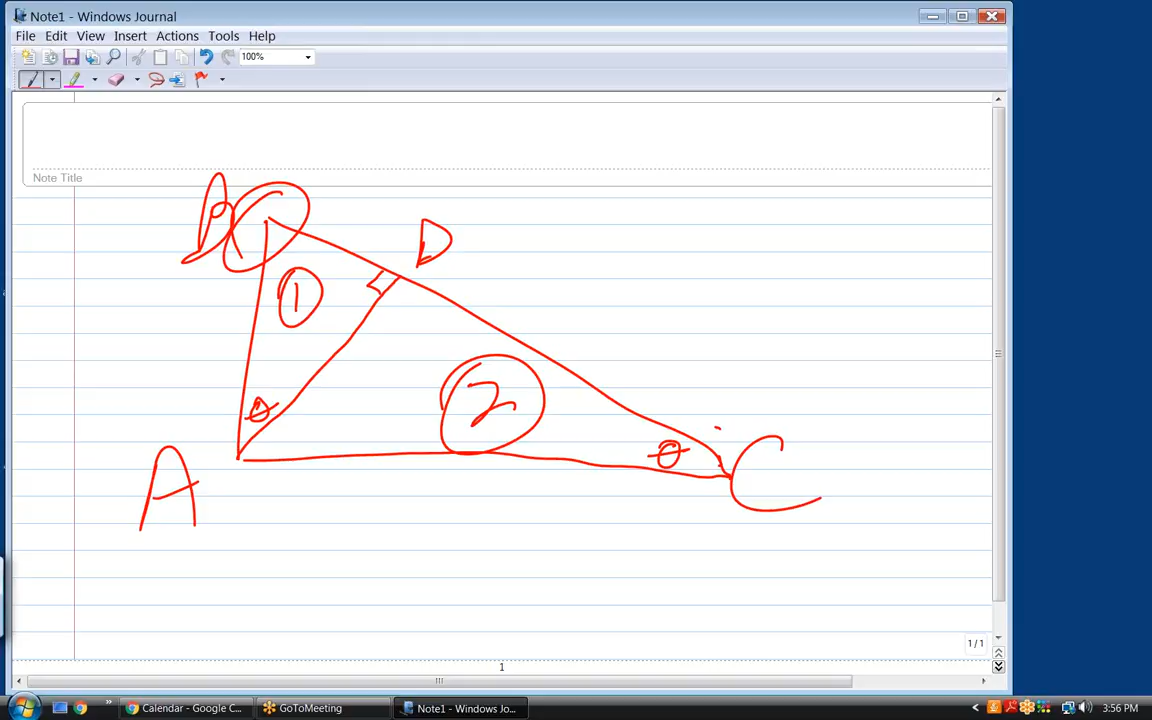 Note1 - Windows Journal
File Edit View Insert Actions Tools Help
100%
Note Title
B
D
1
θ
2
θ
C
A
1 / 1
1
Calendar - Google C...
GoToMeeting
Note1 - Windows Jo...
3:56 PM